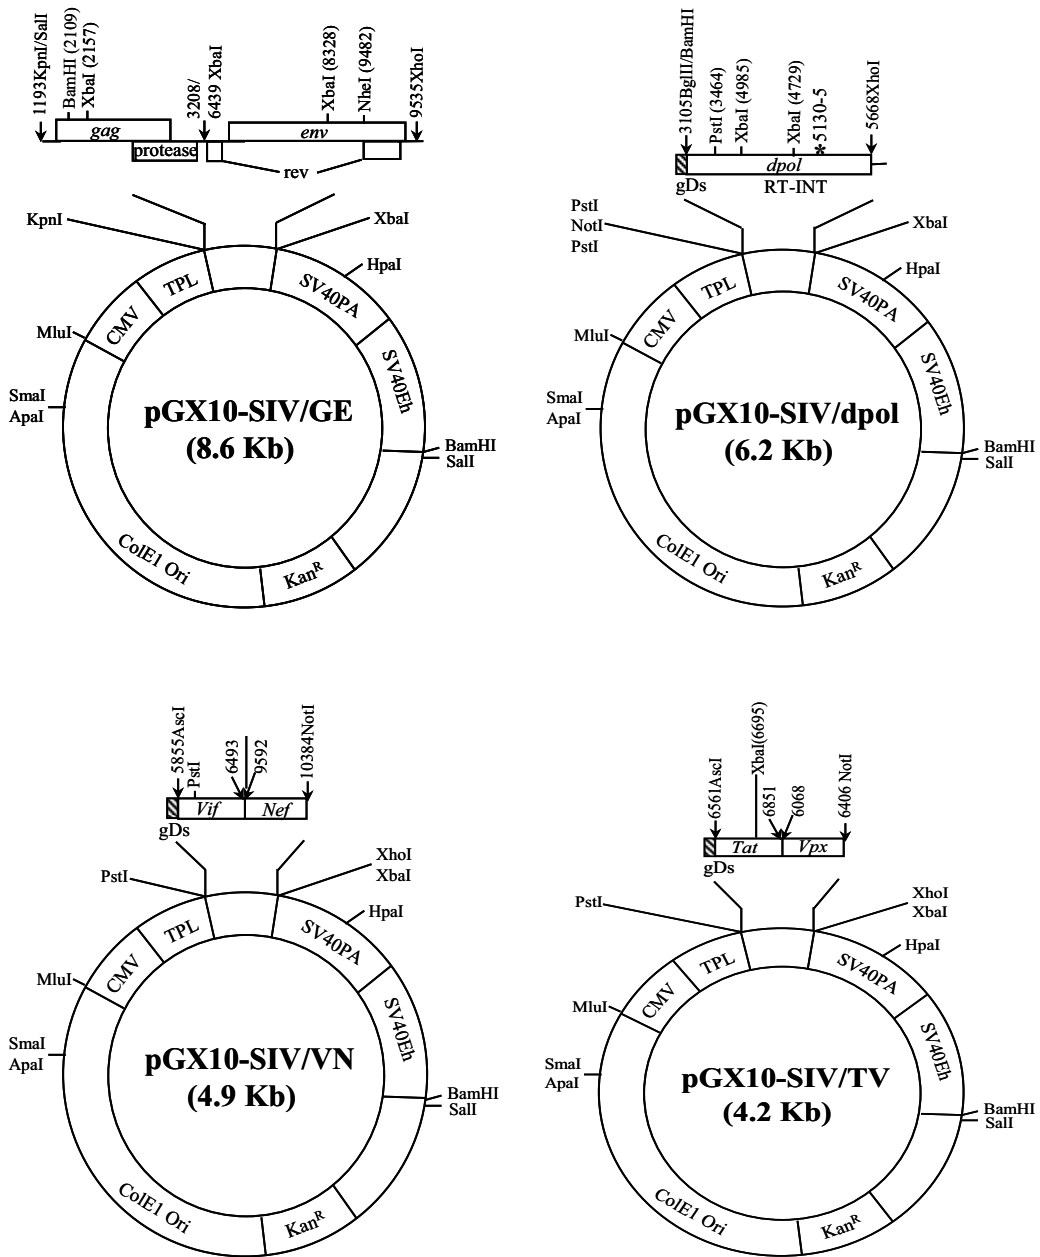 1193KpnI/SalI
BamHI (2109)
XbaI (2157)
3208/
6439 XbaI
XbaI (8328)
NheI (9482)
9535XhoI
gag
env
protease
rev
KpnI
XbaI
HpaI
TPL
SV40PA
CMV
MluI
SV40Eh
SmaI
ApaI
pGX10-SIV/GE
(8.6 Kb)
BamHI
SalI
ColE1 Ori
Kan^R
3105BglII/BamHI
PstI (3464)
XbaI (4985)
XbaI (4729)
*5130-5
5668XhoI
dpol
gDs
RT-INT
PstI
NotI
PstI
XbaI
HpaI
TPL
SV40PA
CMV
MluI
SV40Eh
SmaI
ApaI
pGX10-SIV/dpol
(6.2 Kb)
BamHI
SalI
ColE1 Ori
Kan^R
5855AscI
PstI
6493
9592
10384NotI
Vif
Nef
gDs
XhoI
XbaI
PstI
HpaI
TPL
SV40PA
CMV
MluI
SV40Eh
SmaI
ApaI
pGX10-SIV/VN
(4.9 Kb)
BamHI
SalI
ColE1 Ori
Kan^R
6561AscI
XbaI(6695)
6851
6068
6406 NotI
Tat
Vpx
gDs
XhoI
XbaI
PstI
HpaI
TPL
SV40PA
CMV
MluI
SV40Eh
SmaI
ApaI
pGX10-SIV/TV
(4.2 Kb)
BamHI
SalI
ColE1 Ori
Kan^R